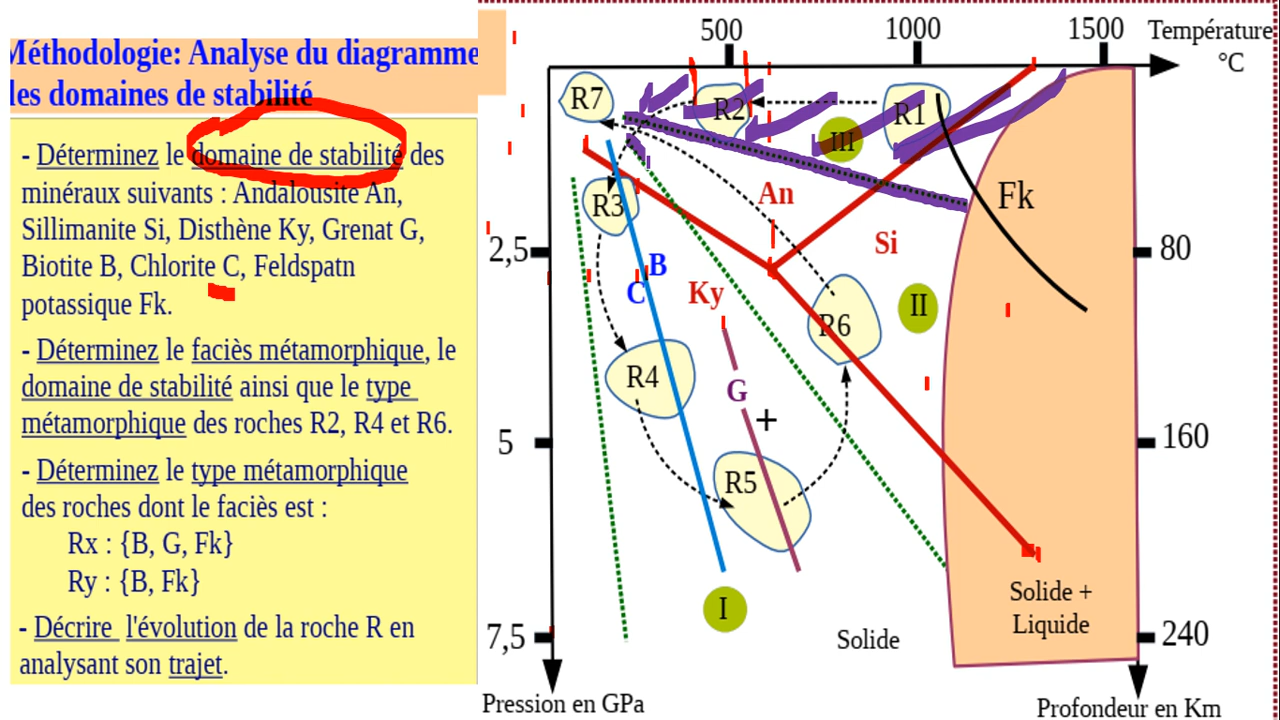 Méthodologie: Analyse du diagramme
des domaines de stabilité
- Déterminez le domaine de stabilité des
minéraux suivants : Andalousite An,
Sillimanite Si, Disthène Ky, Grenat G,
Biotite B, Chlorite C, Feldspatn
potassique Fk.
- Déterminez le faciès métamorphique, le
domaine de stabilité ainsi que le type
métamorphique des roches R2, R4 et R6.
- Déterminez le type métamorphique
des roches dont le faciès est :
Rx : {B, G, Fk}
Ry : {B, Fk}
- Décrire l'évolution de la roche R en
analysant son trajet.
500 1000 1500 Température
°C
R7 R2 R1
III
An Fk
R3
Si
2,5 80
B
C Ky
II
R6
R4
G
+
5 160
R5
I
Solide +
Liquide
7,5 Solide 240
Pression en GPa Profondeur en Km